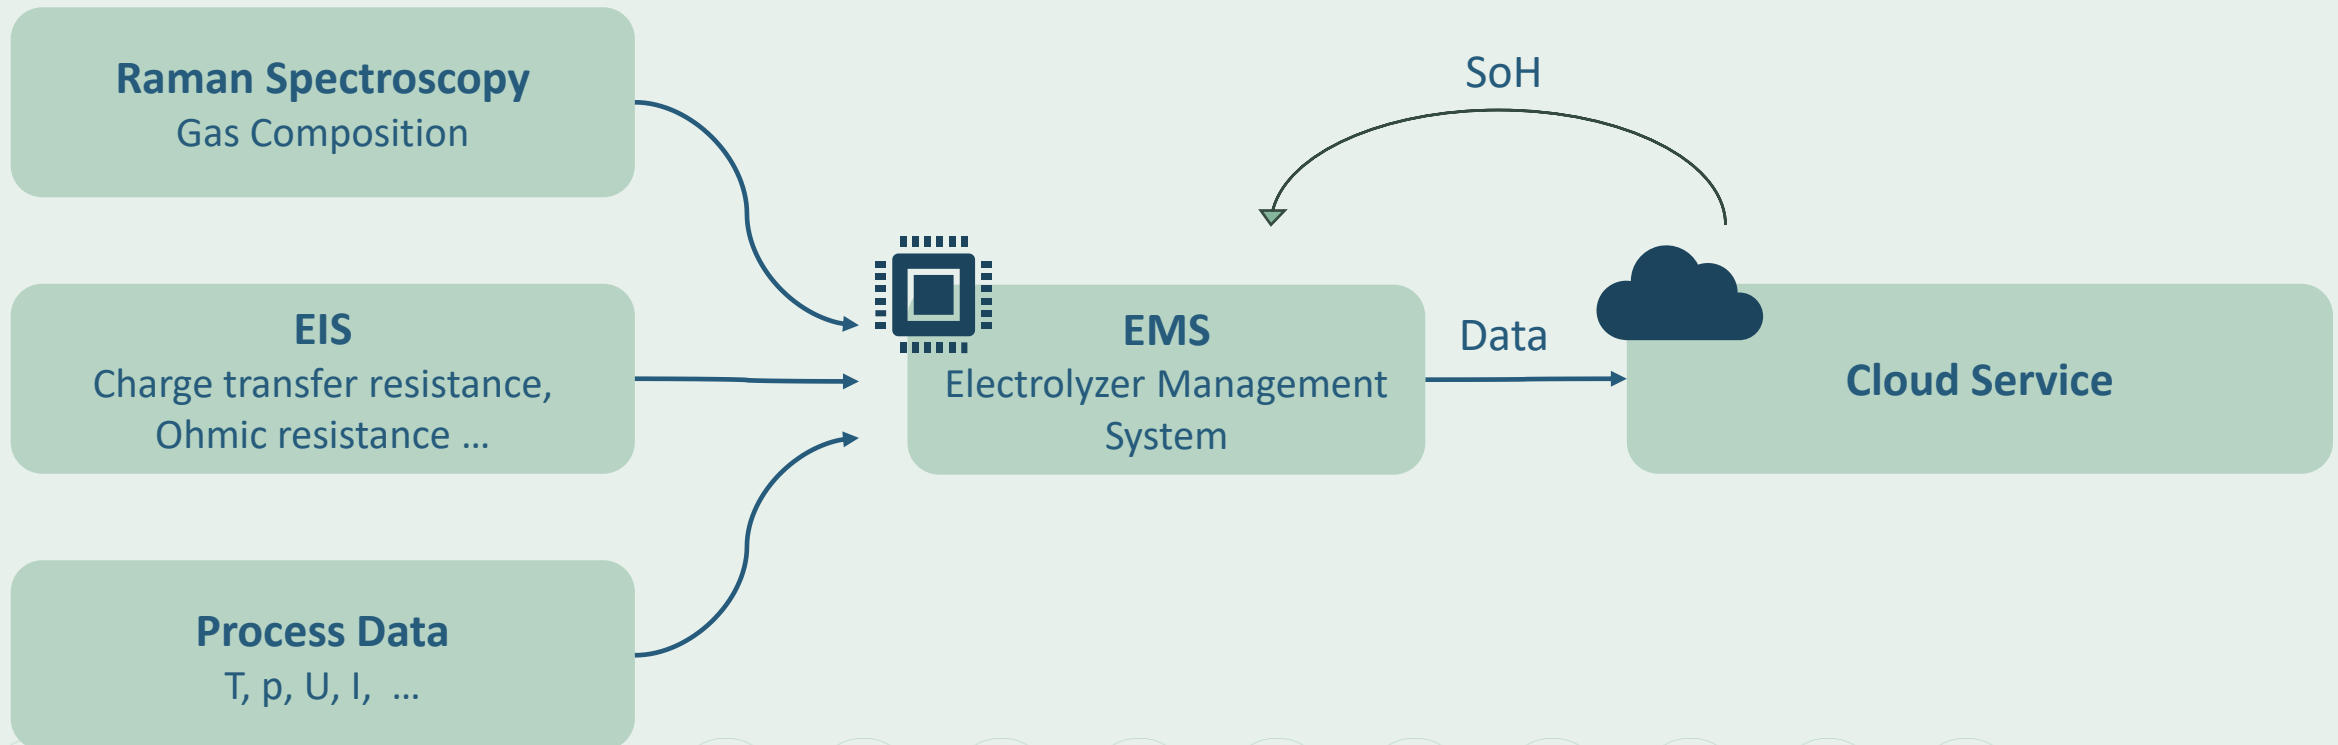 Raman Spectroscopy
Gas Composition
EIS
Charge transfer resistance,
Ohmic resistance ...
Process Data
T, p, U, I,  ...
EMS
Electrolyzer Management
System
SoH
Data
Cloud Service